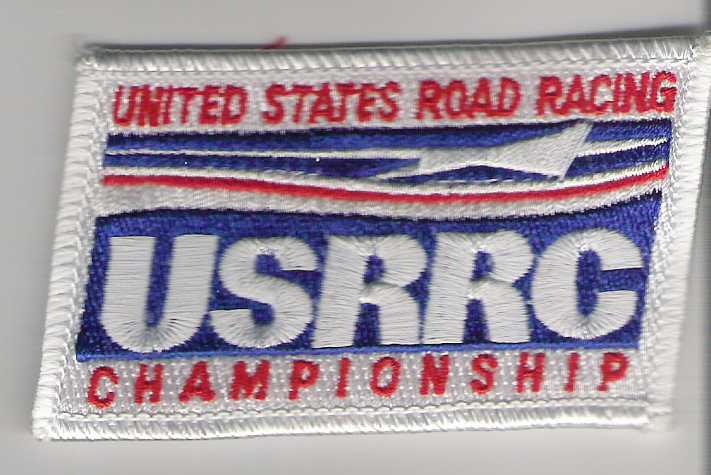 UNITED STATES ROAD RACING
USRRC
CHAMPIONSHIP